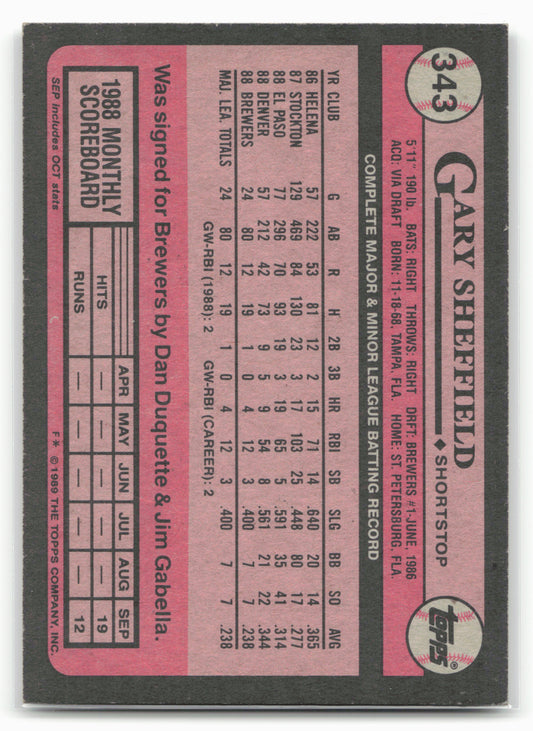 343
GARY SHEFFIELD ♦ SHORTSTOP
topps®
5'11" 190 lb. BATS: RIGHT THROWS: RIGHT DRFT: BREWERS #1-JUNE, 1986
ACQ: VIA DRAFT BORN: 11-18-68, TAMPA, FLA. HOME: ST. PETERSBURG, FLA.
COMPLETE MAJOR & MINOR LEAGUE BATTING RECORD
YR CLUB G AB R H 2B 3B HR RBI SB SLG BB SO AVG
86 HELENA 57 222 53 81 12 2 15 71 14 .640 20 14 .365
87 STOCKTON 129 469 84 130 23 3 17 103 25 .448 80 17 .277
88 EL PASO 77 296 70 93 19 3 19 65 5 .591 35 41 .314
88 DENVER 57 212 42 73 9 5 9 54 8 .561 21 22 .344
88 BREWERS 24 80 12 19 1 0 4 12 3 .400 7 7 .238
MAJ. LEA. TOTALS 24 80 12 19 1 0 4 12 3 .400 7 7 .238
GW-RBI (1988): 2 GW-RBI (CAREER): 2
Was signed for Brewers by Dan Duquette & Jim Gabella.
1988 MONTHLY
SCOREBOARD
SEP includes OCT stats
APR MAY JUN JUL AUG SEP
HITS — — — — — 19
RUNS — — — — — 12
F* ©1989 THE TOPPS COMPANY, INC.